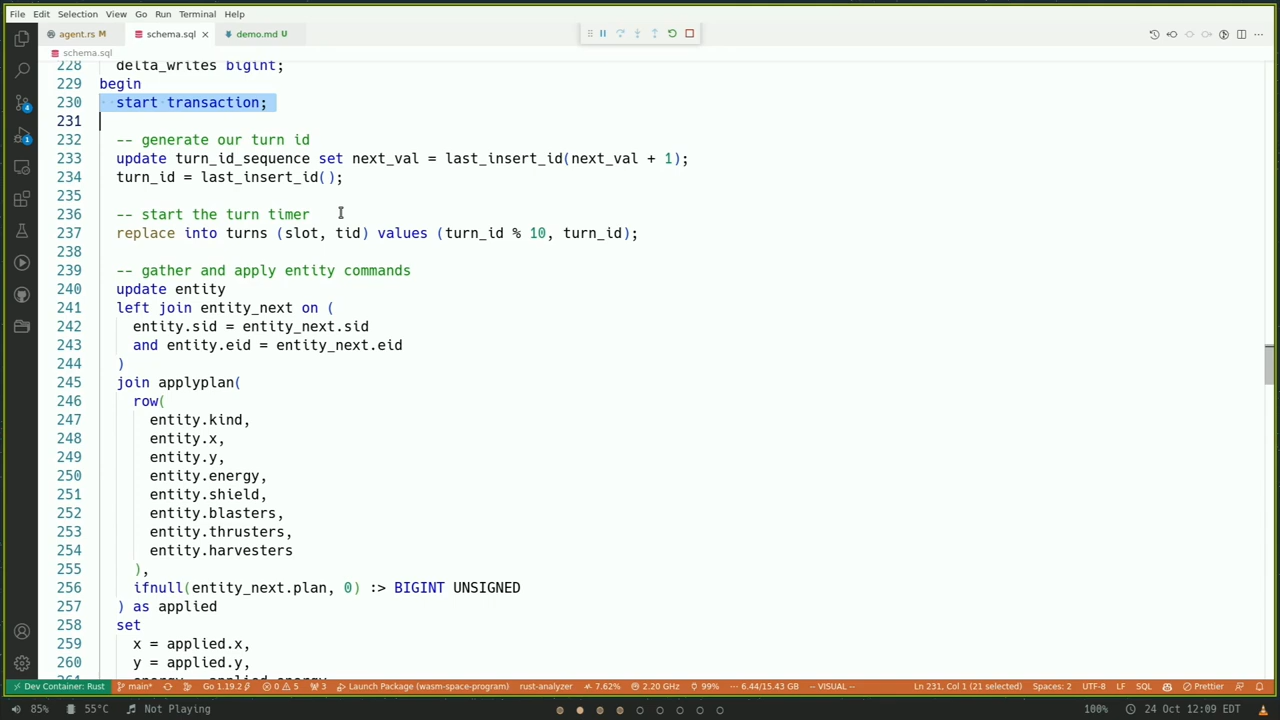 File Edit Selection View Go Run Terminal Help
agent.rs M schema.sql × demo.md U
schema.sql
228 delta_writes bigint;
229 begin
230 start transaction;
231
232 -- generate our turn id
233 update turn_id_sequence set next_val = last_insert_id(next_val + 1);
234 turn_id = last_insert_id();
235
236 -- start the turn timer
237 replace into turns (slot, tid) values (turn_id % 10, turn_id);
238
239 -- gather and apply entity commands
240 update entity
241 left join entity_next on (
242 entity.sid = entity_next.sid
243 and entity.eid = entity_next.eid
244 )
245 join applyplan(
246 row(
247 entity.kind,
248 entity.x,
249 entity.y,
250 entity.energy,
251 entity.shield,
252 entity.blasters,
253 entity.thrusters,
254 entity.harvesters
255 ),
256 ifnull(entity_next.plan, 0) :> BIGINT UNSIGNED
257 ) as applied
258 set
259 x = applied.x,
260 y = applied.y,
261 energy = applied.energy
4
1
Dev Container: Rust main* Go 1.19.2 0 5 3 Launch Package (wasm-space-program) rust-analyzer 7.62% 2.20 GHz 99% 6.44/15.43 GB -- VISUAL -- Ln 231, Col 1 (21 selected) Spaces: 2 UTF-8 LF SQL Prettier
85% 55°C Not Playing 100% 24 Oct 12:09 EDT